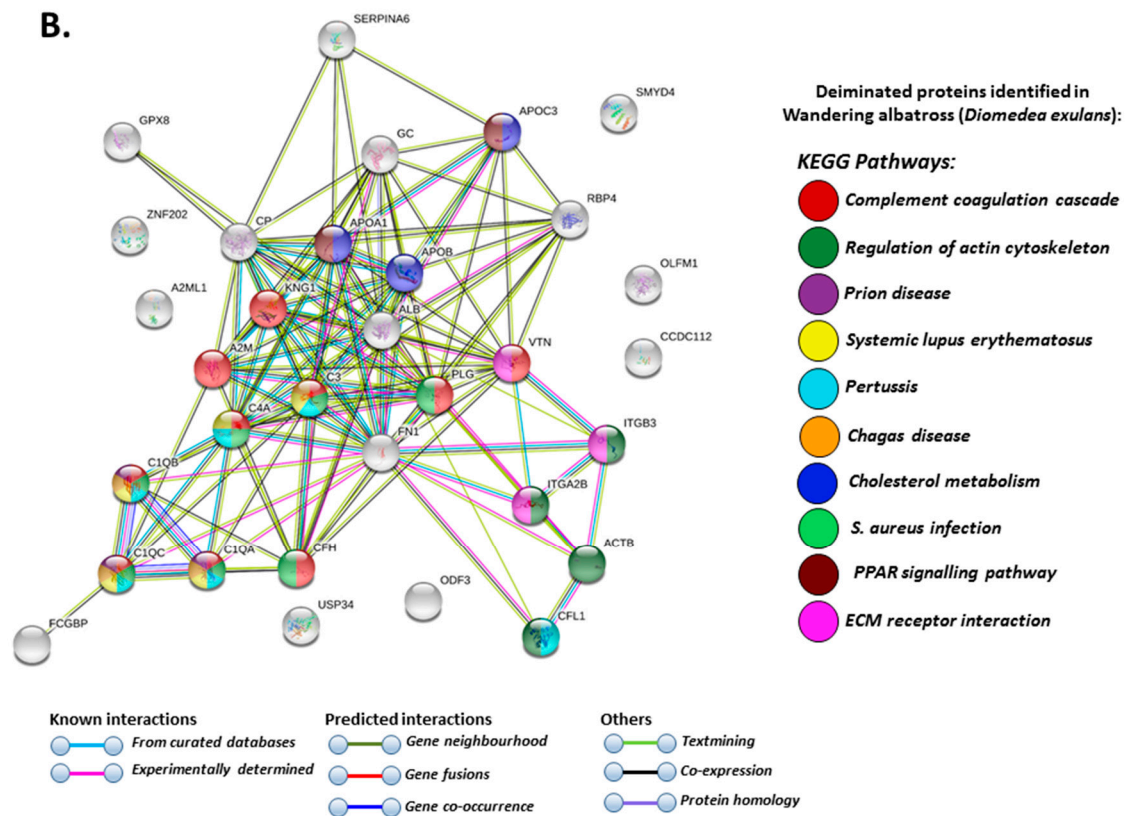 B.
SERPINA6
SMYD4
GPX8
APOC3
GC
RBP4
ZNF202
CP
APOA1
APOB
OLFM1
A2ML1
KNG1
ALB
CCDC112
A2M
VTN
C3
PLG
C4A
FN1
ITGB3
C1QB
ITGA2B
C1QC
C1QA
CFH
ACTB
ODF3
USP34
CFL1
FCGBP
Deiminated proteins identified in
Wandering albatross (Diomedea exulans):
KEGG Pathways:
Complement coagulation cascade
Regulation of actin cytoskeleton
Prion disease
Systemic lupus erythematosus
Pertussis
Chagas disease
Cholesterol metabolism
S. aureus infection
PPAR signalling pathway
ECM receptor interaction
Known interactions
From curated databases
Experimentally determined
Predicted interactions
Gene neighbourhood
Gene fusions
Gene co-occurrence
Others
Textmining
Co-expression
Protein homology